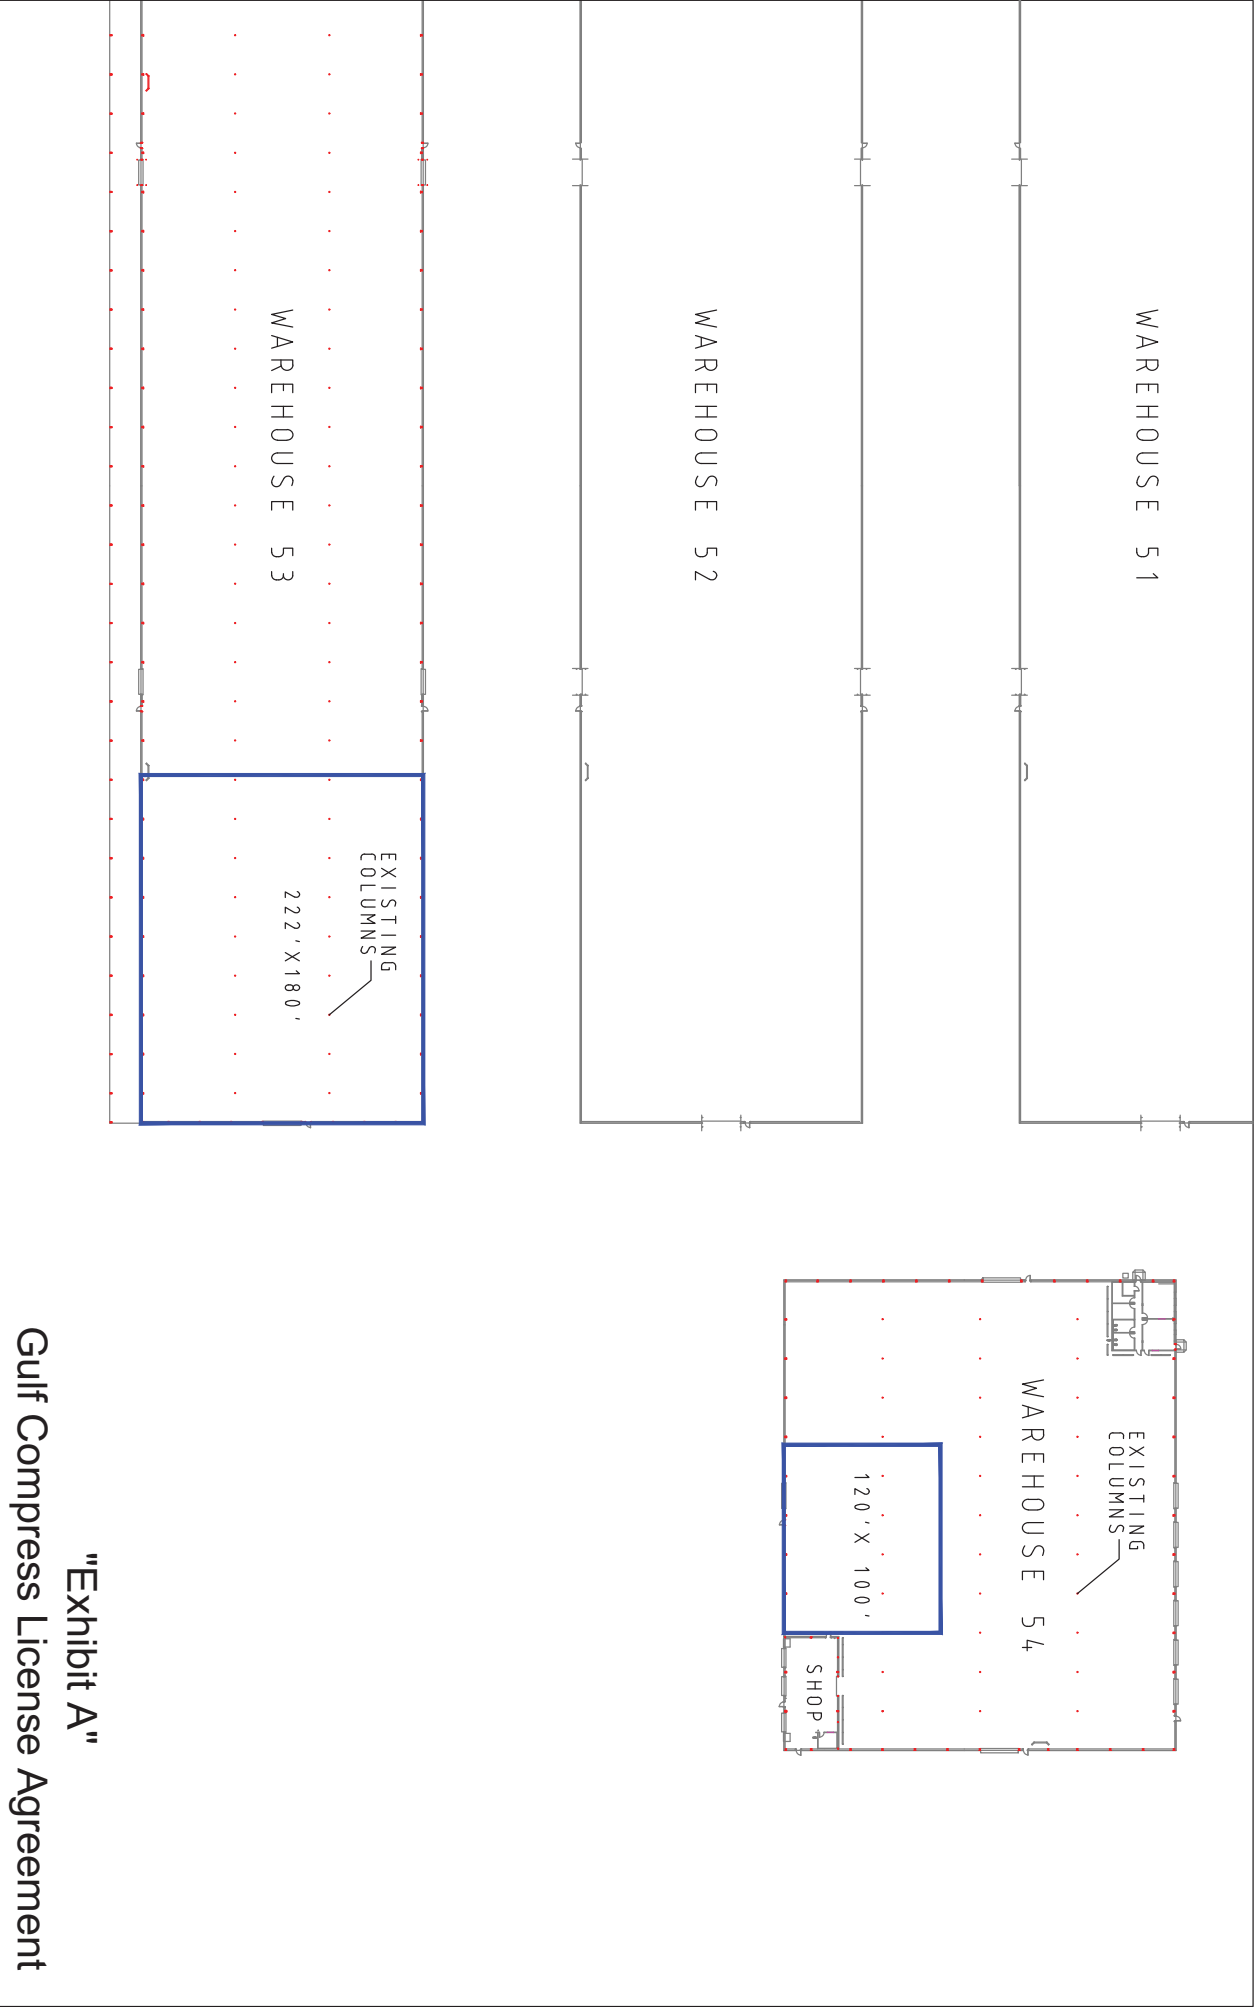 WAREHOUSE 51
WAREHOUSE 52
WAREHOUSE 53
EXISTING
COLUMNS
222'X180'
EXISTING
COLUMNS
WAREHOUSE 54
120'X 100'
SHOP
"Exhibit A"
Gulf Compress License Agreement